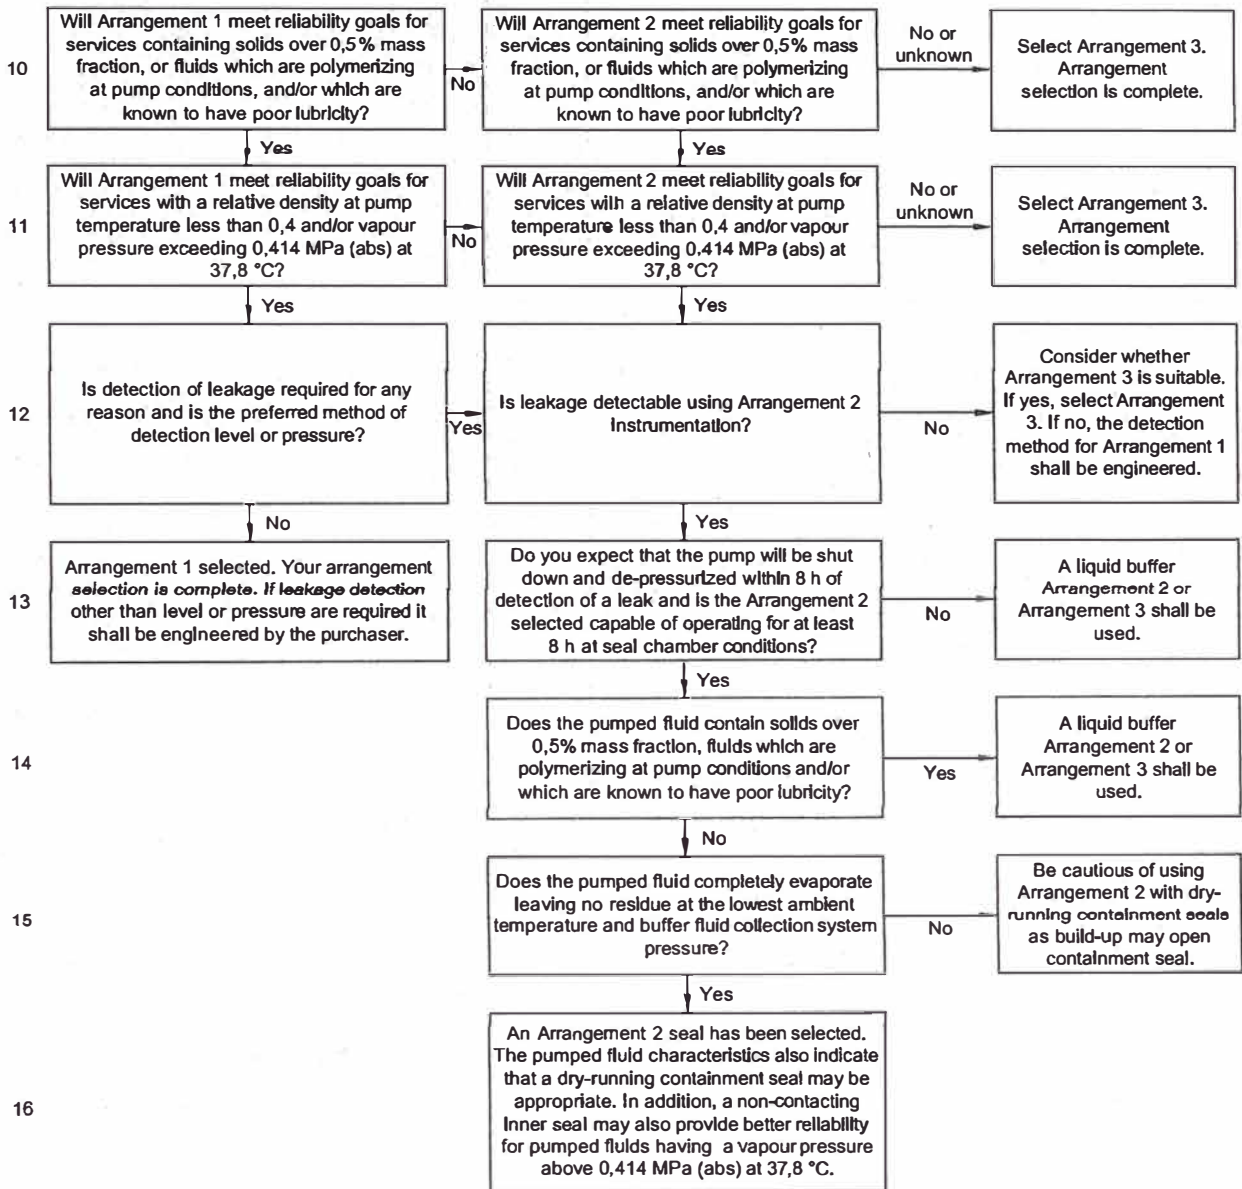 10
Will Arrangement 1 meet reliability goals for
services containing solids over 0,5% mass
fraction, or fluids which are polymerizing
at pump conditions, and/or which are
known to have poor lubricity?
No
Will Arrangement 2 meet reliability goals for
services containing solids over 0,5% mass
fraction, or fluids which are polymerizing
at pump conditions, and/or which are
known to have poor lubricity?
No or
unknown
Select Arrangement 3.
Arrangement
selection is complete.
Yes
Yes
11
Will Arrangement 1 meet reliability goals for
services with a relative density at pump
temperature less than 0,4 and/or vapour
pressure exceeding 0,414 MPa (abs) at
37,8 °C?
No
Will Arrangement 2 meet reliability goals for
services with a relative density at pump
temperature less than 0,4 and/or vapour
pressure exceeding 0.414 MPa (abs) at
37,8 °C?
No or
unknown
Select Arrangement 3.
Arrangement
selection is complete.
Yes
Yes
12
Is detection of leakage required for any
reason and is the preferred method of
detection level or pressure?
Yes
Is leakage detectable using Arrangement 2
Instrumentation?
No
Consider whether
Arrangement 3 is suitable.
If yes, select Arrangement
3. If no, the detection
method for Arrangement 1
shall be engineered.
No
Yes
13
Arrangement 1 selected. Your arrangement
selection is complete. If leakage detection
other than level or pressure are required it
shall be engineered by the purchaser.
Do you expect that the pump will be shut
down and de-pressurized within 8 h of
detection of a leak and is the Arrangement 2
selected capable of operating for at least
8 h at seal chamber conditions?
No
A liquid buffer
Arrangement 2 or
Arrangement 3 shall be
used.
Yes
14
Does the pumped fluid contain solids over
0,5% mass fraction, fluids which are
polymerizing at pump conditions and/or
which are known to have poor lubricity?
Yes
A liquid buffer
Arrangement 2 or
Arrangement 3 shall be
used.
No
15
Does the pumped fluid completely evaporate
leaving no residue at the lowest ambient
temperature and buffer fluid collection system
pressure?
No
Be cautious of using
Arrangement 2 with dry-
running containment seals
as build-up may open
containment seal.
Yes
16
An Arrangement 2 seal has been selected.
The pumped fluid characteristics also indicate
that a dry-running containment seal may be
appropriate. In addition, a non-contacting
inner seal may also provide better reliability
for pumped fluids having a vapour pressure
above 0,414 MPa (abs) at 37,8 °C.